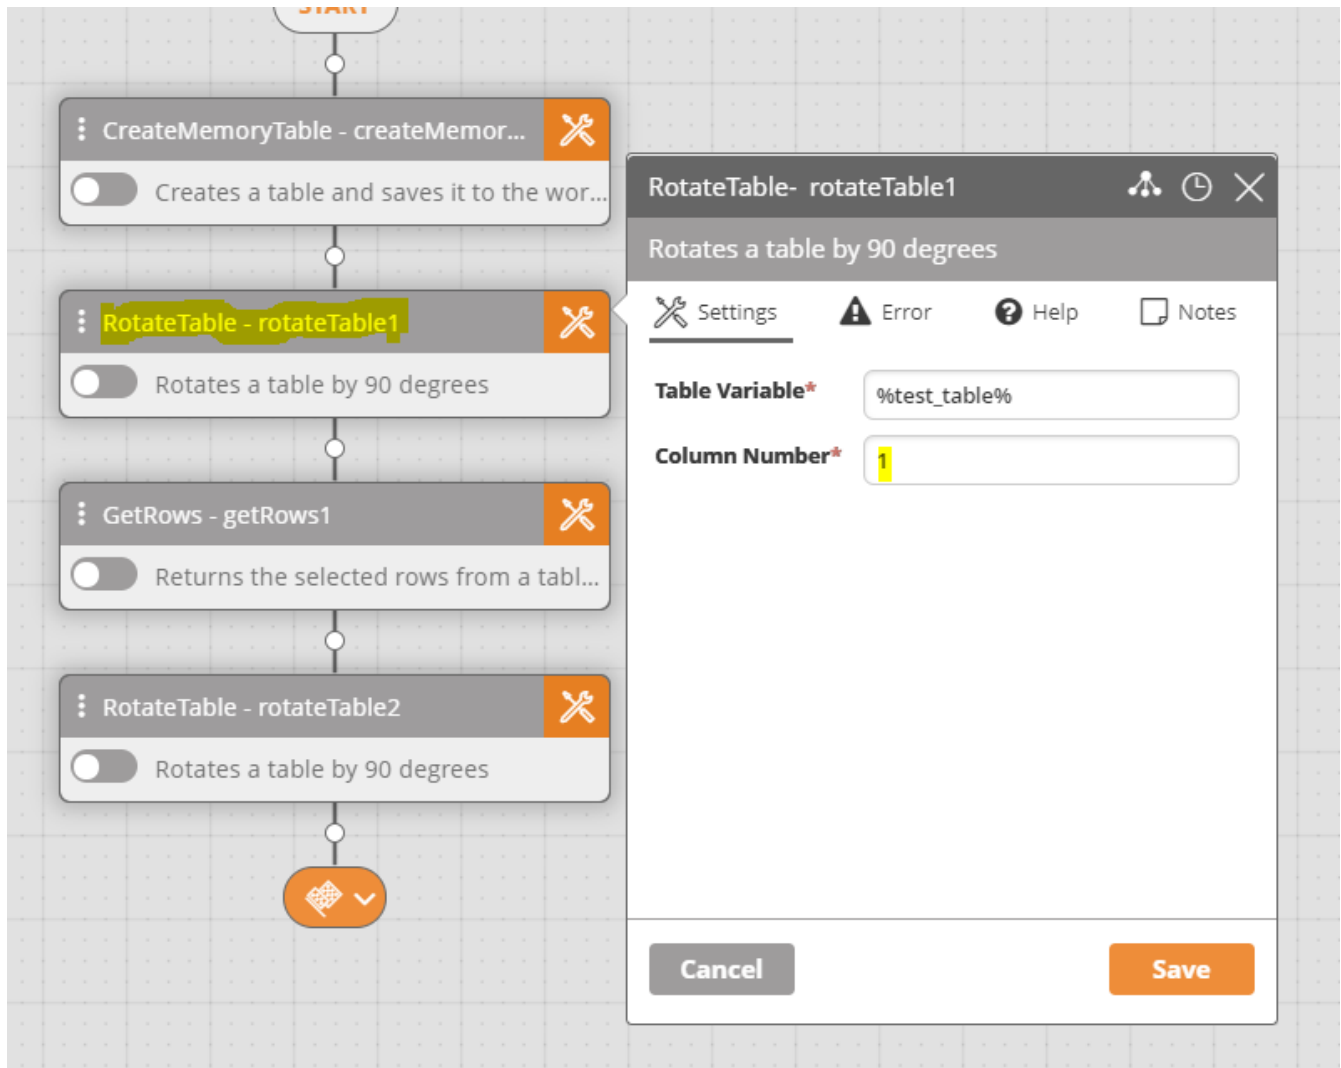 START
CreateMemoryTable - createMemor...
Creates a table and saves it to the wor...
RotateTable - rotateTable1
Rotates a table by 90 degrees
GetRows - getRows1
Returns the selected rows from a tabl...
RotateTable - rotateTable2
Rotates a table by 90 degrees
RotateTable- rotateTable1
Rotates a table by 90 degrees
Settings Error Help Notes
Table Variable* %test_table%
Column Number* 1
Cancel Save